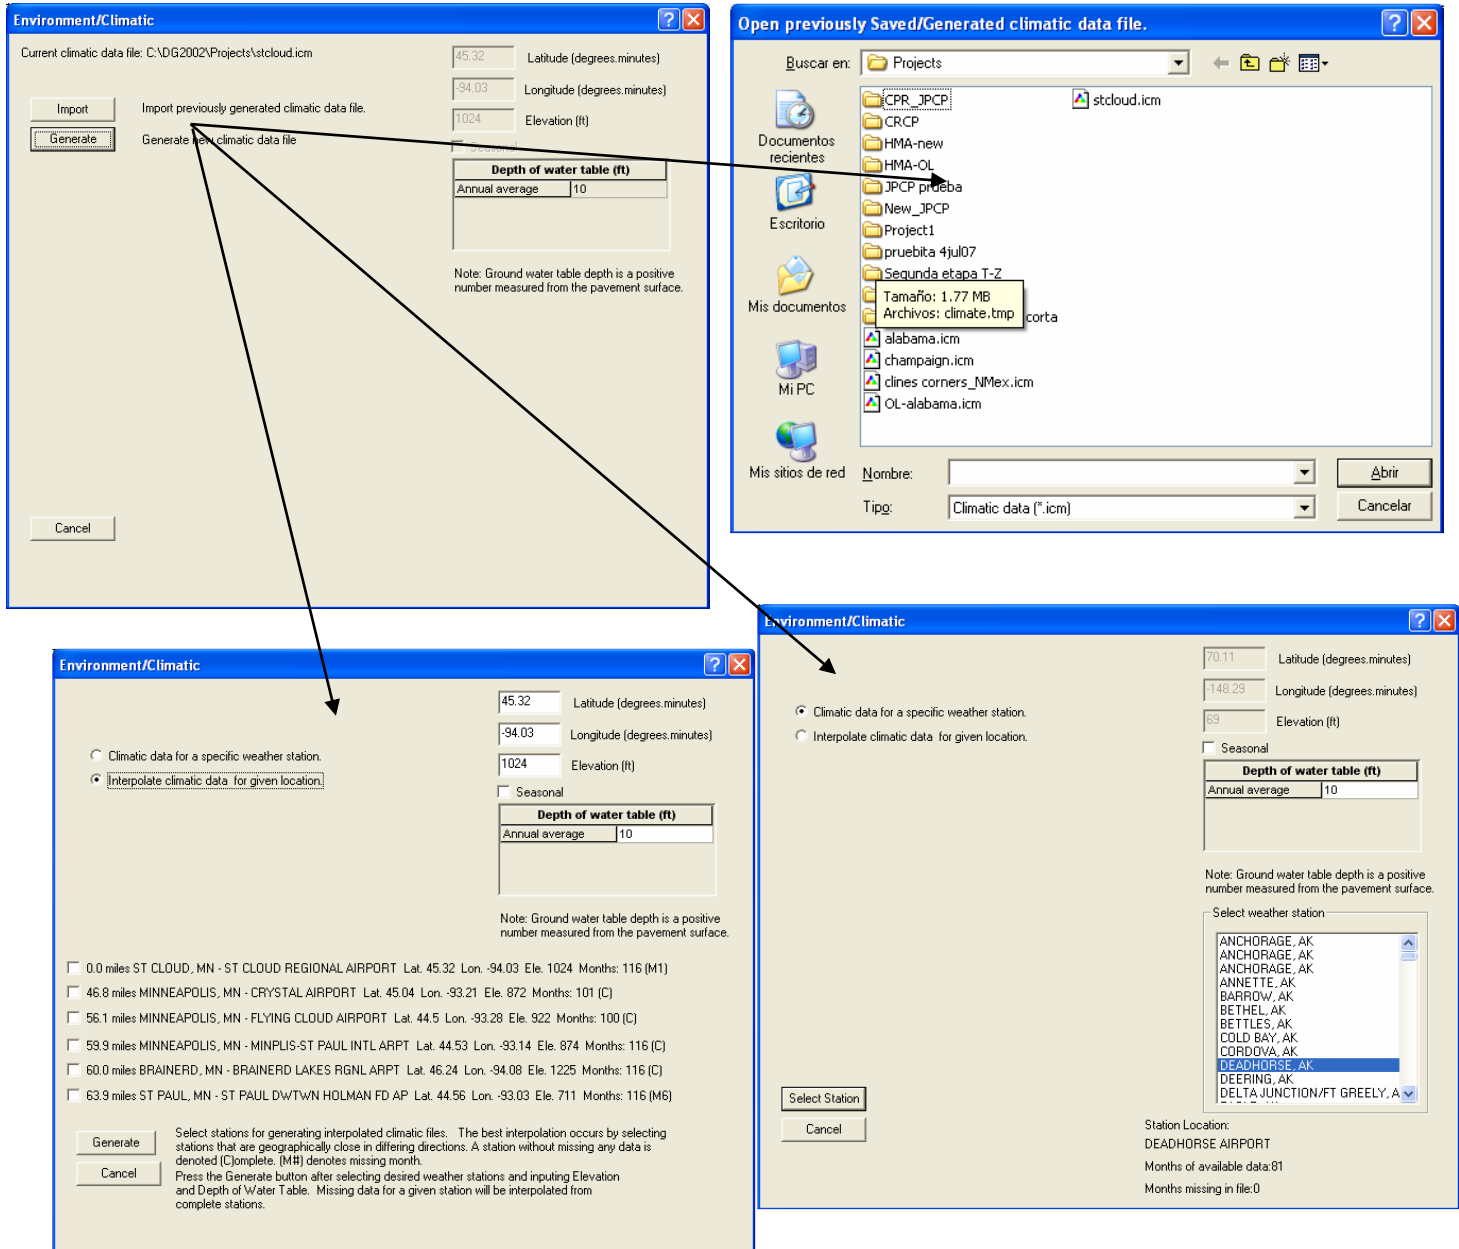 Environment/Climatic
Current climatic data file: C:\DG2002\Projects\stcloud.icm
45.32 Latitude (degrees.minutes)
-94.03 Longitude (degrees.minutes)
1024 Elevation (ft)
Import Import previously generated climatic data file.
Generate Generate new climatic data file
Seasonal
Depth of water table (ft)
Annual average 10
Note: Ground water table depth is a positive
number measured from the pavement surface.
Cancel
Open previously Saved/Generated climatic data file.
Buscar en: Projects
Documentos
recientes
Escritorio
Mis documentos
Mi PC
Mis sitios de red
CPR_JPCP
CRCP
HMA-new
HMA-OL
JPCP prueba
New_JPCP
Project1
pruebita 4jul07
Segunda etapa T-Z
Tamaño: 1.77 MB
Archivos: climate.tmp
corta
alabama.icm
champaign.icm
clines corners_NMex.icm
OL-alabama.icm
stcloud.icm
Nombre:
Abrir
Tipo: Climatic data (*.icm)
Cancelar
Environment/Climatic
45.32 Latitude (degrees.minutes)
-94.03 Longitude (degrees.minutes)
1024 Elevation (ft)
Climatic data for a specific weather station.
Interpolate climatic data for given location.
Seasonal
Depth of water table (ft)
Annual average 10
Note: Ground water table depth is a positive
number measured from the pavement surface.
0.0 miles ST CLOUD, MN - ST CLOUD REGIONAL AIRPORT Lat. 45.32 Lon. -94.03 Ele. 1024 Months: 116 (M1)
46.8 miles MINNEAPOLIS, MN - CRYSTAL AIRPORT Lat. 45.04 Lon. -93.21 Ele. 872 Months: 101 (C)
56.1 miles MINNEAPOLIS, MN - FLYING CLOUD AIRPORT Lat. 44.5 Lon. -93.28 Ele. 922 Months: 100 (C)
59.9 miles MINNEAPOLIS, MN - MINPLIS-ST PAUL INTL ARPT Lat. 44.53 Lon. -93.14 Ele. 874 Months: 116 (C)
60.0 miles BRAINERD, MN - BRAINERD LAKES RGNL ARPT Lat. 46.24 Lon. -94.08 Ele. 1225 Months: 116 (C)
63.9 miles ST PAUL, MN - ST PAUL DWTWN HOLMAN FD AP Lat. 44.56 Lon. -93.03 Ele. 711 Months: 116 (M6)
Generate
Cancel
Select stations for generating interpolated climatic files. The best interpolation occurs by selecting
stations that are geographically close in differing directions. A station without missing any data is
denoted (C)omplete. (M#) denotes missing month.
Press the Generate button after selecting desired weather stations and inputing Elevation
and Depth of Water Table. Missing data for a given station will be interpolated from
complete stations.
Environment/Climatic
70.11 Latitude (degrees.minutes)
-148.29 Longitude (degrees.minutes)
69 Elevation (ft)
Climatic data for a specific weather station.
Interpolate climatic data for given location.
Seasonal
Depth of water table (ft)
Annual average 10
Note: Ground water table depth is a positive
number measured from the pavement surface.
Select weather station
ANCHORAGE, AK
ANCHORAGE, AK
ANCHORAGE, AK
ANNETTE, AK
BARROW, AK
BETHEL, AK
BETTLES, AK
COLD BAY, AK
CORDOVA, AK
DEADHORSE, AK
DEERING, AK
DELTA JUNCTION/FT GREELY, A
Select Station
Cancel
Station Location:
DEADHORSE AIRPORT
Months of available data:81
Months missing in file:0